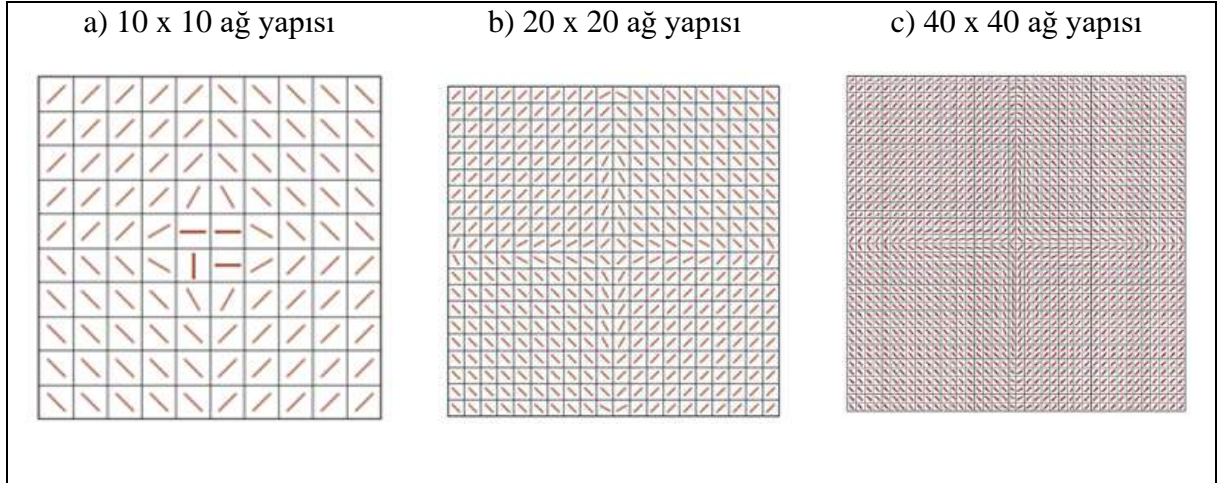 a) 10 x 10 ağ yapısı
b) 20 x 20 ağ yapısı
c) 40 x 40 ağ yapısı